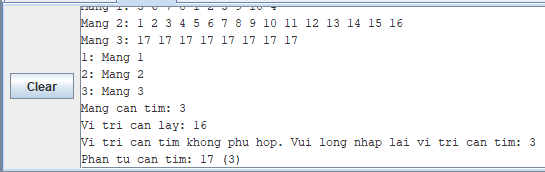 Mang 2: 1 2 3 4 5 6 7 8 9 10 11 12 13 14 15 16
Mang 3: 17 17 17 17 17 17 17 17
1: Mang 1
2: Mang 2
3: Mang 3
Clear
Mang can tim: 3
Vi tri can lay: 16
Vi tri can tim khong phu hop. Vui long nhap lai vi tri can tim: 3
Phan tu can tim: 17 (3)